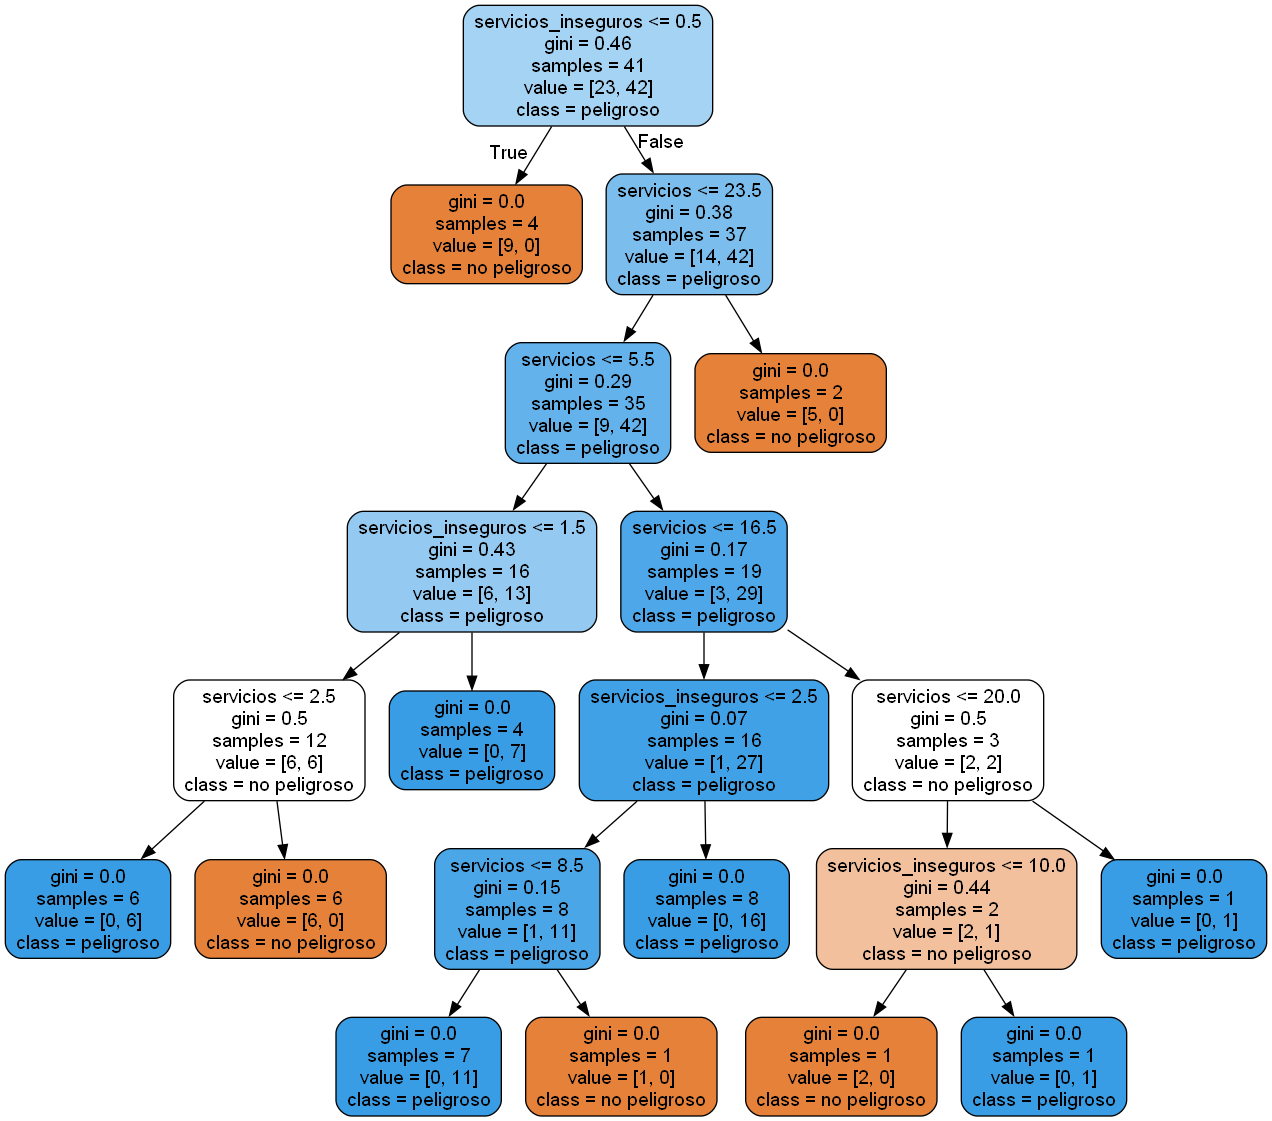 servicios_inseguros <= 0.5
gini = 0.46
samples = 41
value = [23, 42]
class = peligroso
True
False
gini = 0.0
samples = 4
value = [9, 0]
class = no peligroso
servicios <= 23.5
gini = 0.38
samples = 37
value = [14, 42]
class = peligroso
servicios <= 5.5
gini = 0.29
samples = 35
value = [9, 42]
class = peligroso
gini = 0.0
samples = 2
value = [5, 0]
class = no peligroso
servicios_inseguros <= 1.5
gini = 0.43
samples = 16
value = [6, 13]
class = peligroso
servicios <= 16.5
gini = 0.17
samples = 19
value = [3, 29]
class = peligroso
servicios <= 2.5
gini = 0.5
samples = 12
value = [6, 6]
class = no peligroso
gini = 0.0
samples = 4
value = [0, 7]
class = peligroso
servicios_inseguros <= 2.5
gini = 0.07
samples = 16
value = [1, 27]
class = peligroso
servicios <= 20.0
gini = 0.5
samples = 3
value = [2, 2]
class = no peligroso
gini = 0.0
samples = 6
value = [0, 6]
class = peligroso
gini = 0.0
samples = 6
value = [6, 0]
class = no peligroso
servicios <= 8.5
gini = 0.15
samples = 8
value = [1, 11]
class = peligroso
gini = 0.0
samples = 8
value = [0, 16]
class = peligroso
servicios_inseguros <= 10.0
gini = 0.44
samples = 2
value = [2, 1]
class = no peligroso
gini = 0.0
samples = 1
value = [0, 1]
class = peligroso
gini = 0.0
samples = 7
value = [0, 11]
class = peligroso
gini = 0.0
samples = 1
value = [1, 0]
class = no peligroso
gini = 0.0
samples = 1
value = [2, 0]
class = no peligroso
gini = 0.0
samples = 1
value = [0, 1]
class = peligroso